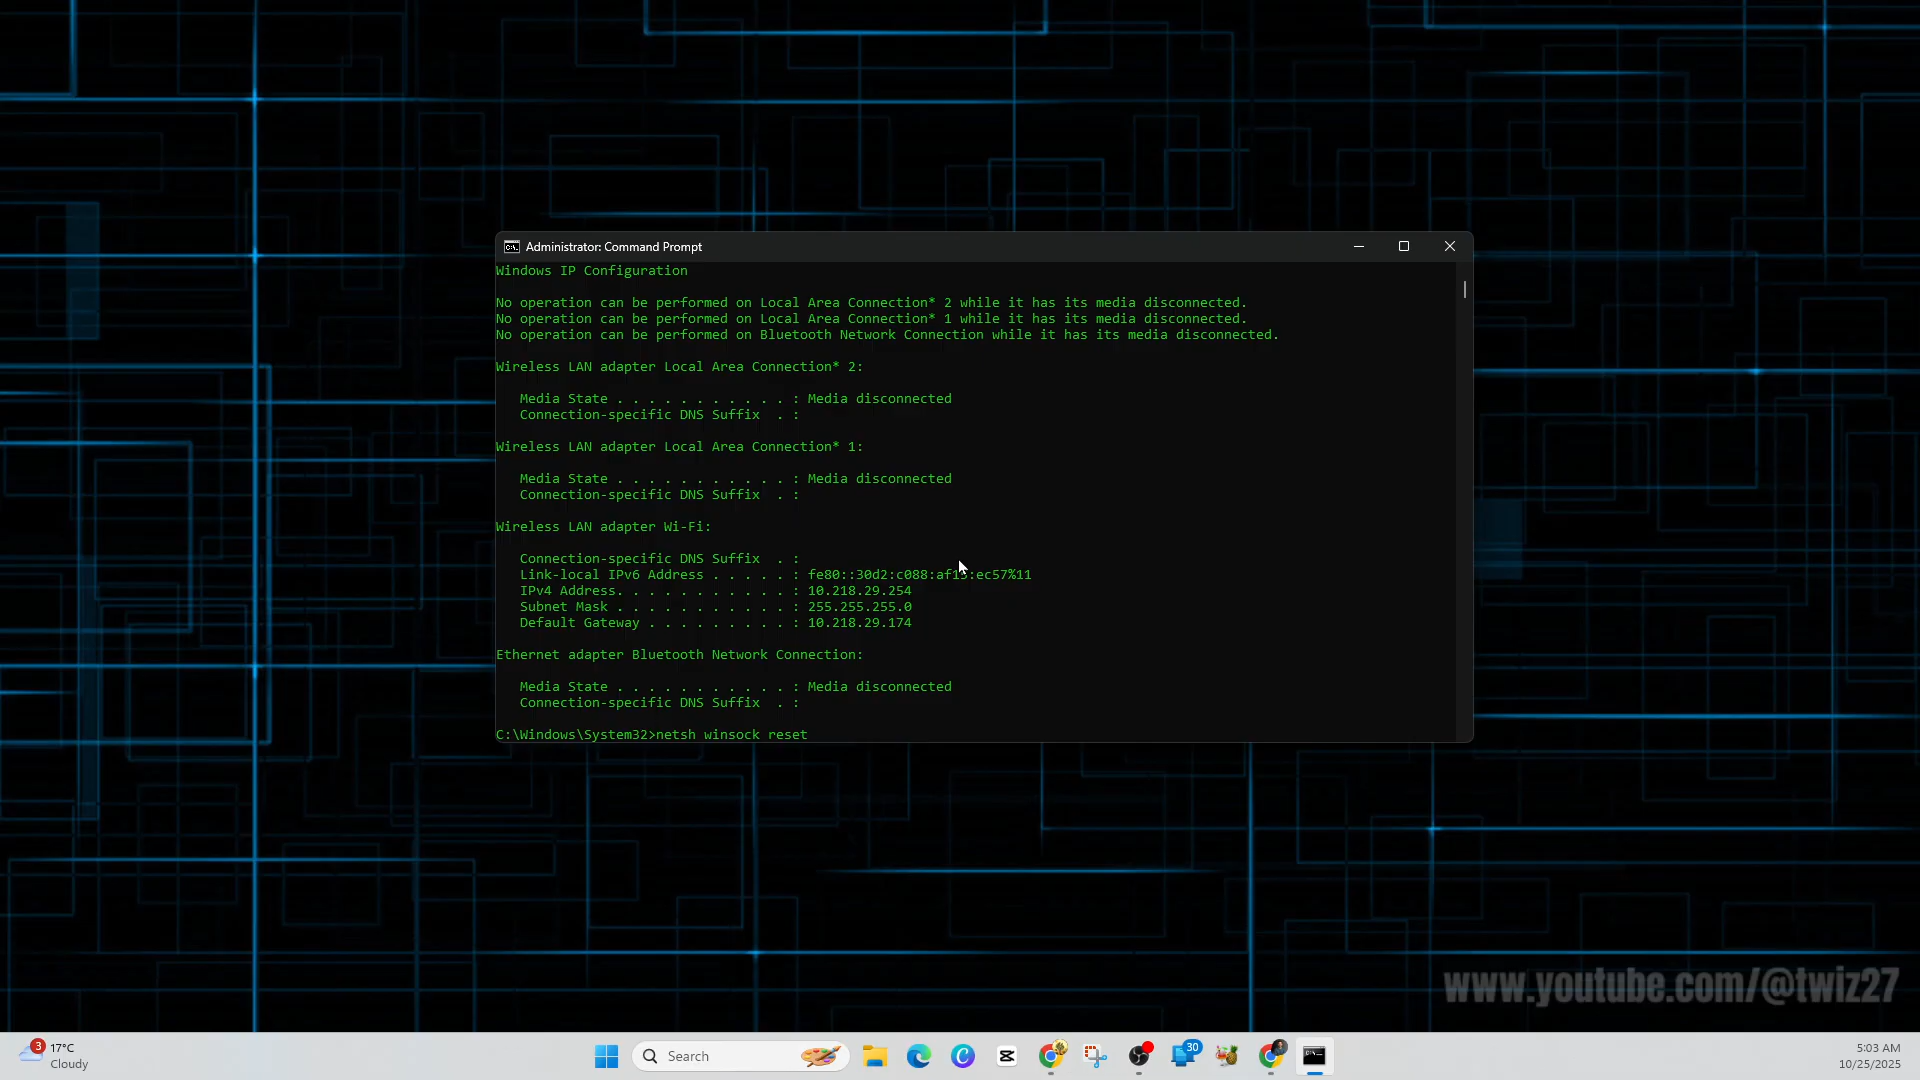 Administrator: Command Prompt
Windows IP Configuration
No operation can be performed on Local Area Connection* 2 while it has its media disconnected.
No operation can be performed on Local Area Connection* 1 while it has its media disconnected.
No operation can be performed on Bluetooth Network Connection while it has its media disconnected.
Wireless LAN adapter Local Area Connection* 2:
Media State . . . . . . . . . . . : Media disconnected
Connection-specific DNS Suffix  . :
Wireless LAN adapter Local Area Connection* 1:
Media State . . . . . . . . . . . : Media disconnected
Connection-specific DNS Suffix  . :
Wireless LAN adapter Wi-Fi:
Connection-specific DNS Suffix  . :
Link-local IPv6 Address . . . . . :
IPv4 Address. . . . . . . . . . . : 10.218.29.254
Subnet Mask . . . . . . . . . . . : 255.255.255.0
Default Gateway . . . . . . . . . : 10.218.29.174
Ethernet adapter Bluetooth Network Connection:
Media State . . . . . . . . . . . : Media disconnected
Connection-specific DNS Suffix  . :
C:\Windows\System32>netsh winsock reset
www.youtube.com/@twiz27
3
17°C
Cloudy
Search
30
5:03 AM
10/25/2025